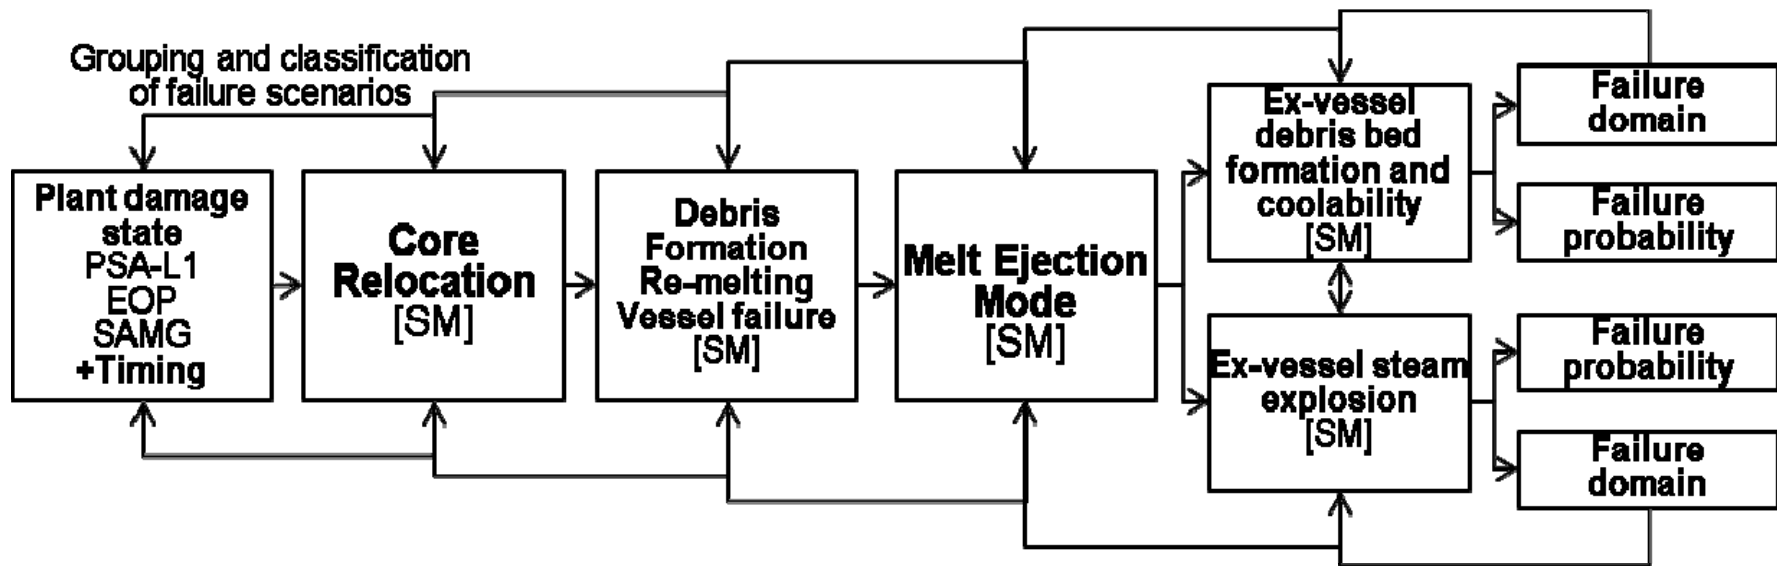 Grouping and classification
of failure scenarios
Plant damage
state
PSA-L1
EOP
SAMG
+Timing
Core
Relocation
[SM]
Debris
Formation
Re-melting
Vessel failure
[SM]
Melt Ejection
Mode
[SM]
Ex-vessel
debris bed
formation and
coolability
[SM]
Ex-vessel steam
explosion
[SM]
Failure
domain
Failure
probability
Failure
probability
Failure
domain